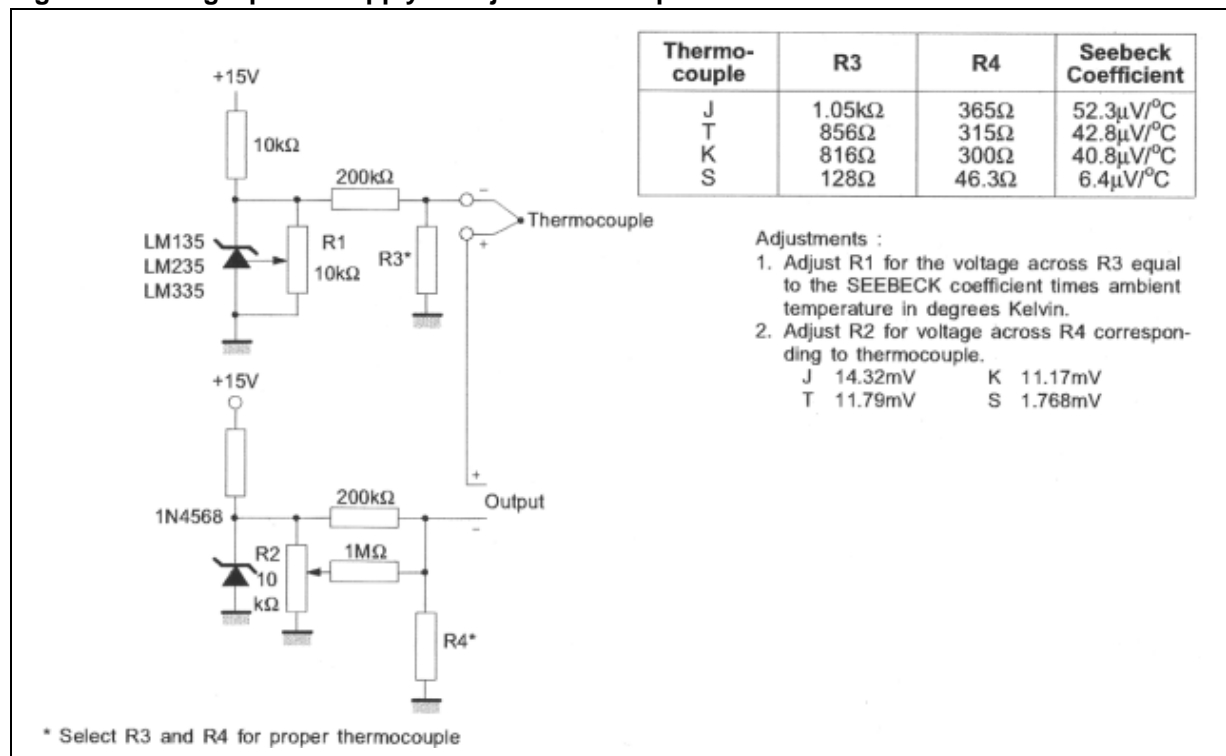 +15V
10kΩ
200kΩ
Thermocouple
LM135
LM235
LM335
R1
10kΩ
R3*
+15V
Output
200kΩ
1N4568
R2
10
kΩ
1MΩ
R4*
* Select R3 and R4 for proper thermocouple
Thermo-
couple R3 R4 Seebeck
Coefficient
J 1.05kΩ 365Ω 52.3μV/°C
T 856Ω 315Ω 42.8μV/°C
K 816Ω 300Ω 40.8μV/°C
S 128Ω 46.3Ω 6.4μV/°C
Adjustments :
1. Adjust R1 for the voltage across R3 equal
to the SEEBECK coefficient times ambient
temperature in degrees Kelvin.
2. Adjust R2 for voltage across R4 correspon-
ding to thermocouple.
J 14.32mV K 11.17mV
T 11.79mV S 1.768mV